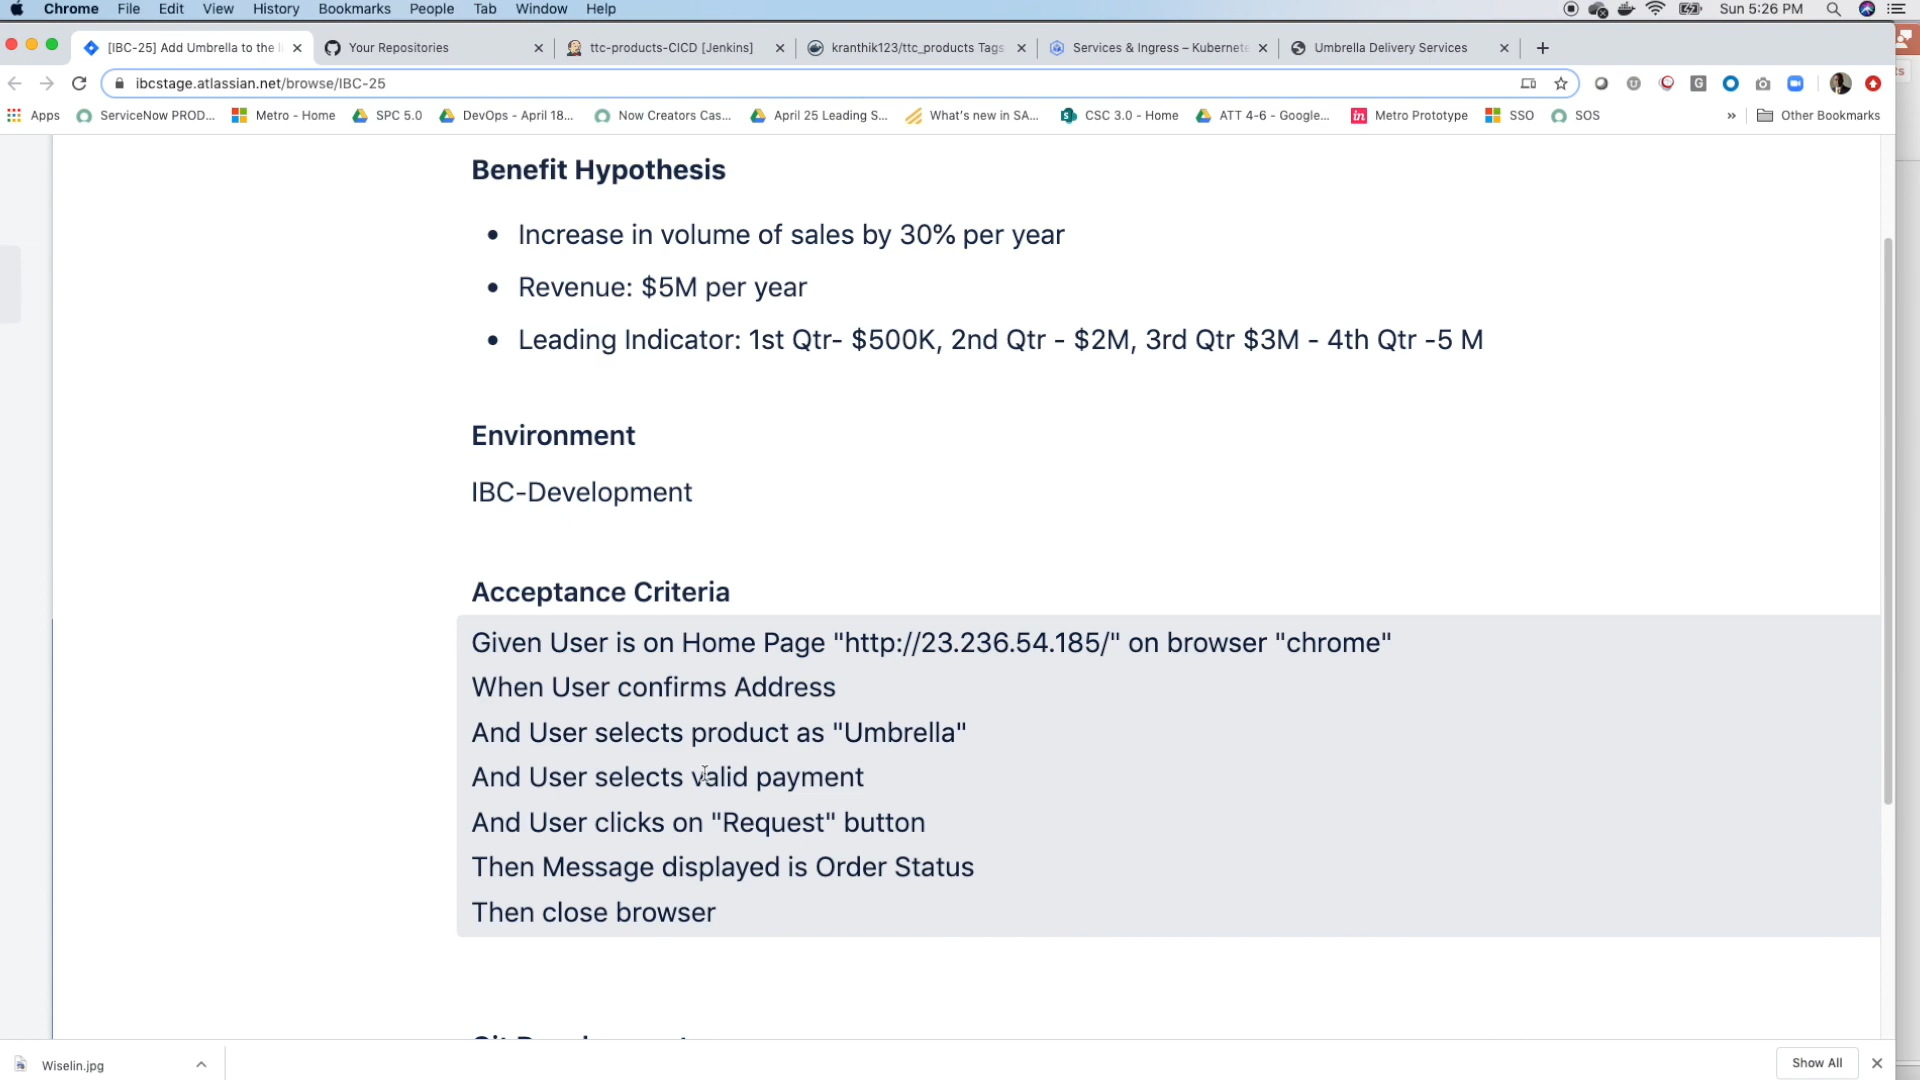 Chrome File Edit View History Bookmarks People Tab Window Help Sun 5:26 PM
[IBC-25] Add Umbrella to the li Your Repositories ttc-products-CICD [Jenkins] kranthik123/ttc_products Tags Services & Ingress – Kubernete Umbrella Delivery Services
ibcstage.atlassian.net/browse/IBC-25
Apps ServiceNow PROD... Metro - Home SPC 5.0 DevOps - April 18... Now Creators Cas... April 25 Leading S... What's new in SA... CSC 3.0 - Home ATT 4-6 - Google... Metro Prototype SSO SOS » Other Bookmarks
Benefit Hypothesis
• Increase in volume of sales by 30% per year
• Revenue: $5M per year
• Leading Indicator: 1st Qtr- $500K, 2nd Qtr - $2M, 3rd Qtr $3M - 4th Qtr -5 M
Environment
IBC-Development
Acceptance Criteria
Given User is on Home Page "http://23.236.54.185/" on browser "chrome"
When User confirms Address
And User selects product as "Umbrella"
And User selects valid payment
And User clicks on "Request" button
Then Message displayed is Order Status
Then close browser
Wiselin.jpg Show All